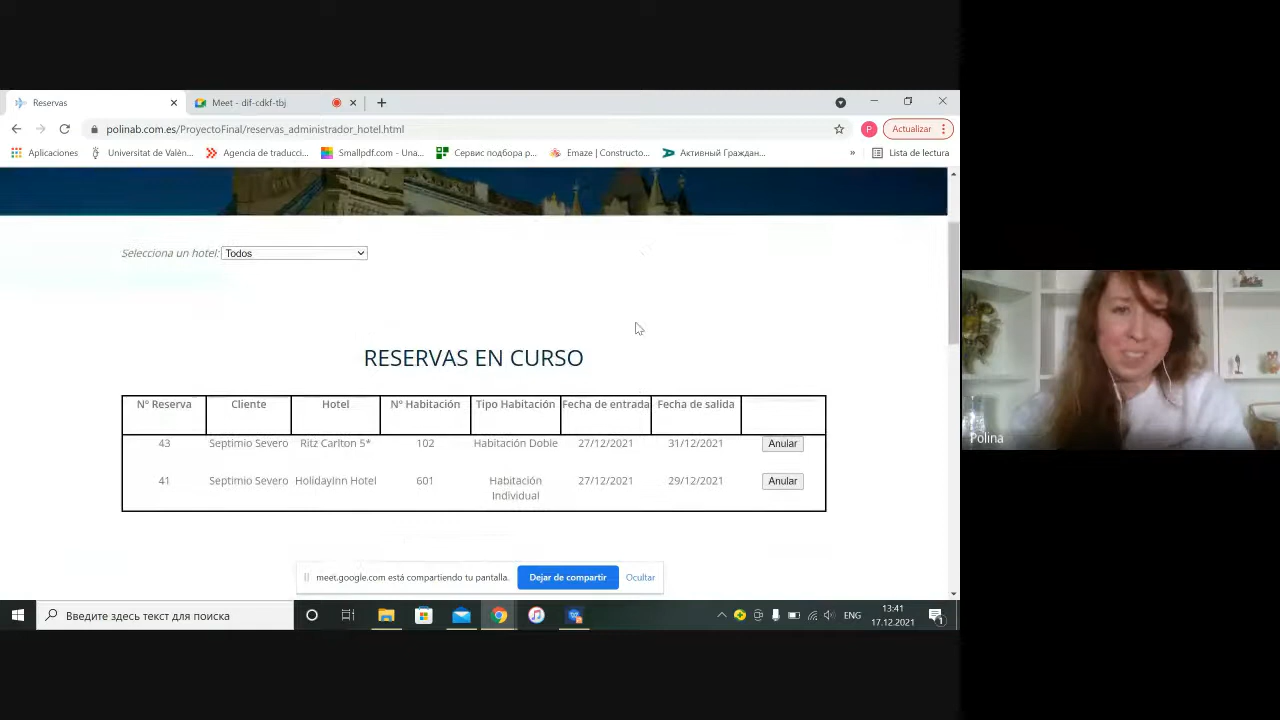 Reservas
Meet - dif-cdkf-tbj
polinab.com.es/ProyectoFinal/reservas_administrador_hotel.html
P
Actualizar
Aplicaciones
Universitat de Valèn...
Agencia de traducci...
Smallpdf.com - Una...
Сервис подбора р...
Emaze | Constructo...
Активный Граждан...
»
Lista de lectura
Selecciona un hotel: Todos
RESERVAS EN CURSO
Nº Reserva Cliente Hotel Nº Habitación Tipo Habitación Fecha de entrada Fecha de salida
43 Septimio Severo Ritz Carlton 5* 102 Habitación Doble 27/12/2021 31/12/2021 Anular
41 Septimio Severo HolidayInn Hotel 601 Habitación Individual 27/12/2021 29/12/2021 Anular
meet.google.com está compartiendo tu pantalla.
Dejar de compartir
Ocultar
Введите здесь текст для поиска
ENG
13:41
17.12.2021
1
Polina